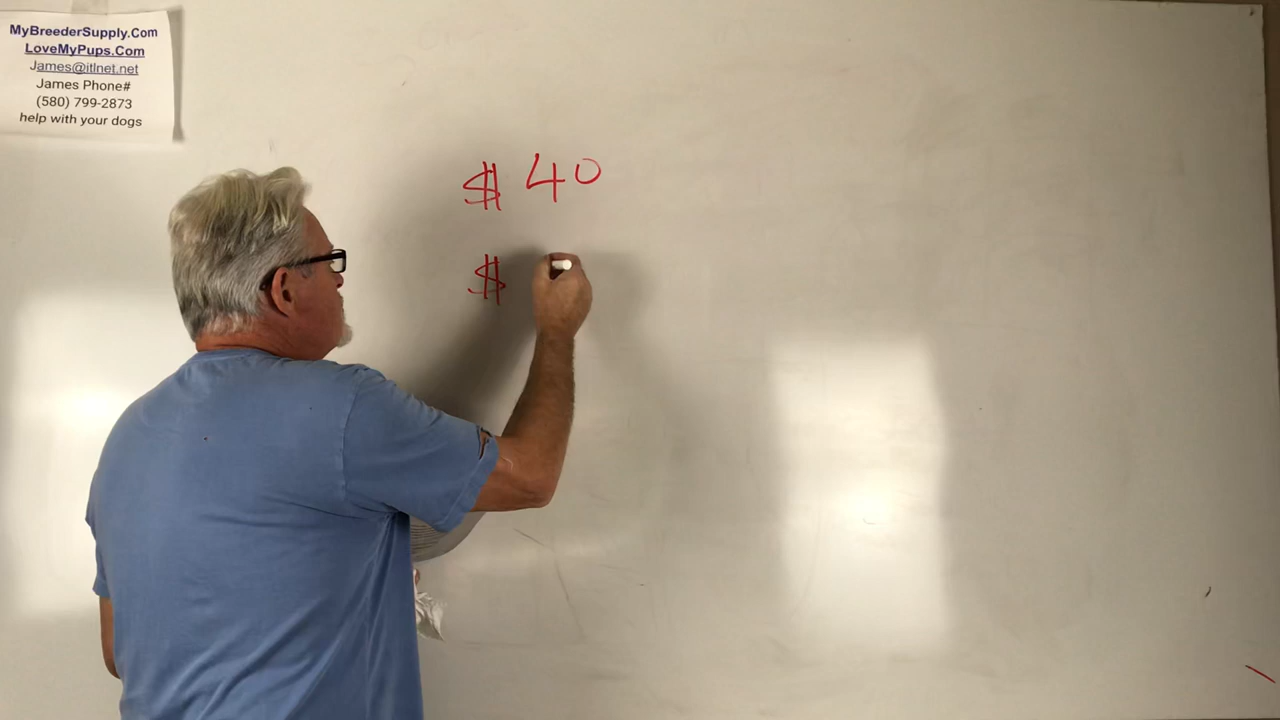 MyBreederSupply.Com
LoveMyPups.Com
James@itlnet.net
James Phone#
(580) 799-2873
help with your dogs
$ 40
$